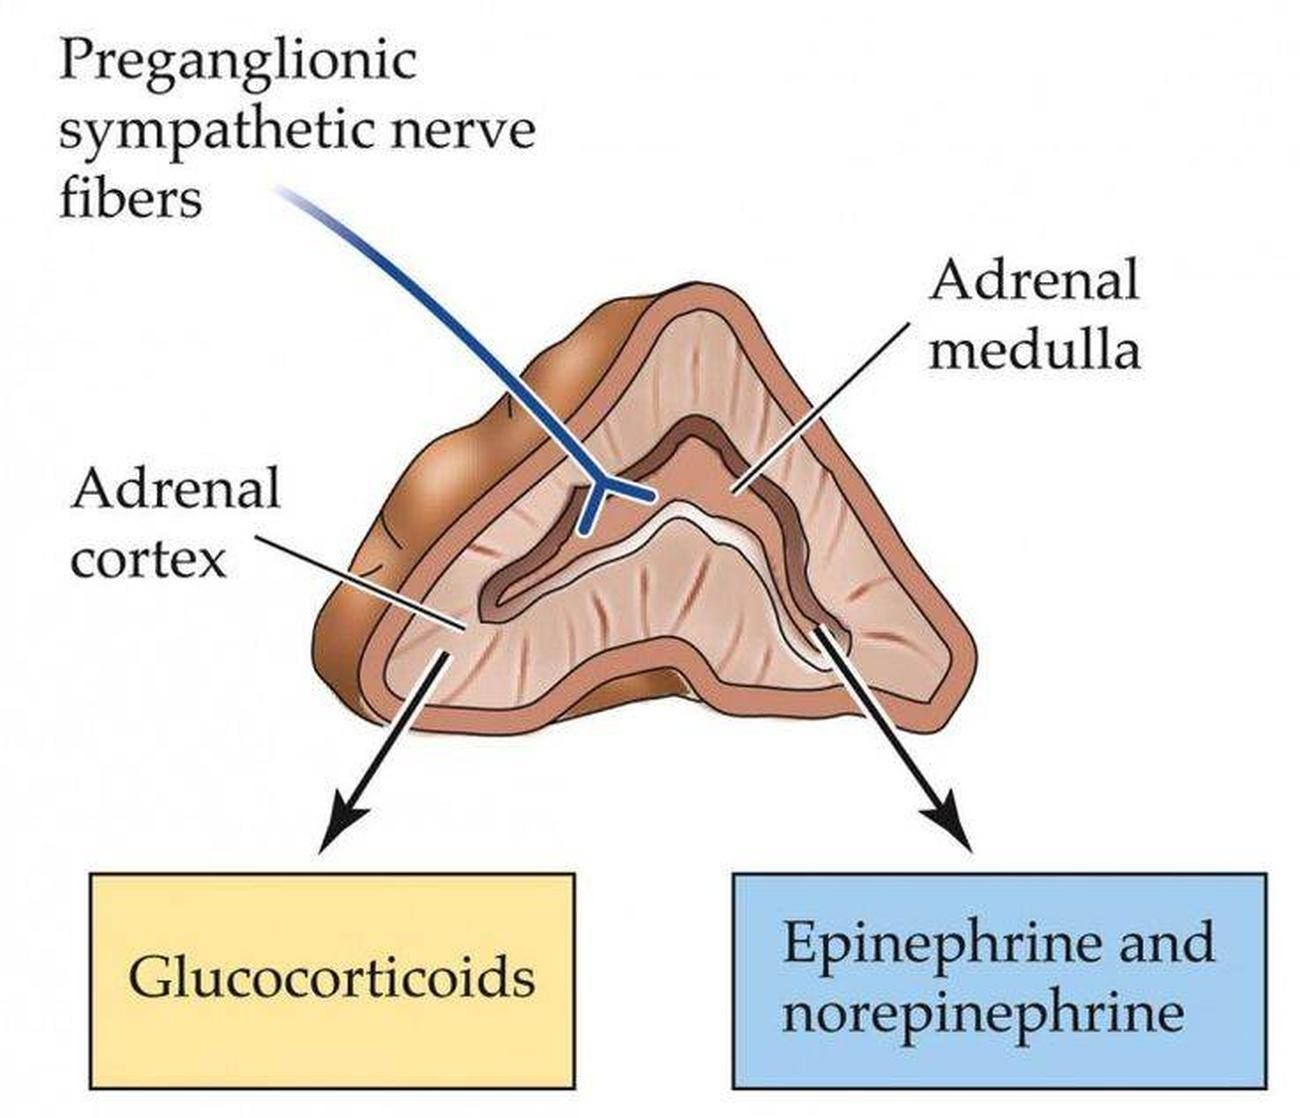 Preganglionic
sympathetic nerve
fibers
Adrenal
medulla
Adrenal
cortex
Glucocorticoids
Epinephrine and
norepinephrine